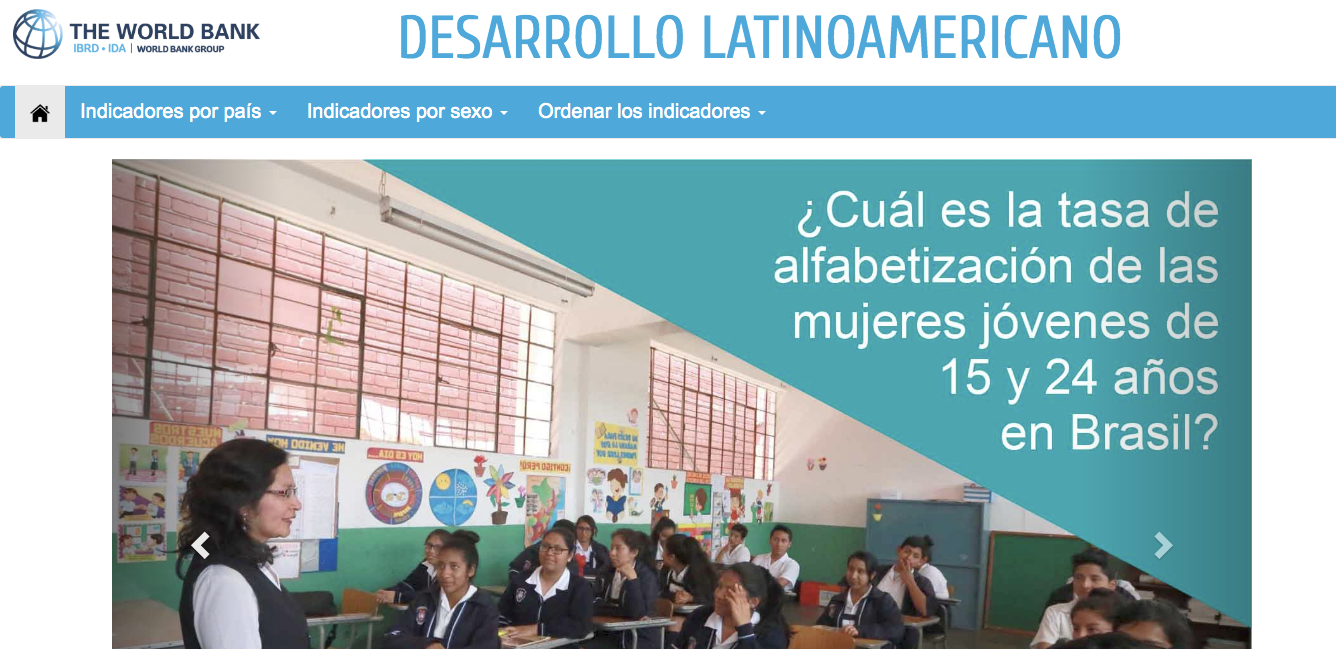 THE WORLD BANK
IBRD • IDA | WORLD BANK GROUP
DESARROLLO LATINOAMERICANO
Indicadores por país
Indicadores por sexo
Ordenar los indicadores
¿Cuál es la tasa de
alfabetización de las
mujeres jóvenes de
15 y 24 años
en Brasil?
NUESTROS
ACUERDOS
HE VENIDO HOY
HOY ES DIA
¡CONTIGO PERÚ!